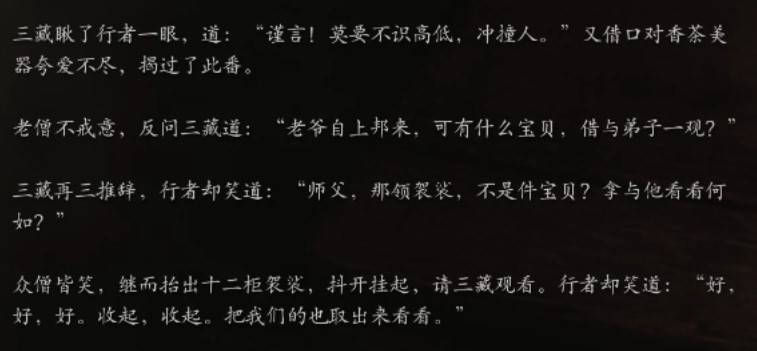 三藏瞅了行者一眼，道：“谨言！莫要不识高低，冲撞人。”又借口对香茶美
器夸爱不尽，揭过了此番。
老僧不戒意，反问三藏道：“老爷自上邦来，可有什么宝贝，借与弟子一观？”
三藏再三推辞，行者却笑道：“师父，那领袈裟，不是件宝贝？拿与他看看何
如？”
众僧皆笑，继而抬出十二柜袈裟，抖开挂起，请三藏观看。行者却笑道：“好，
好，好。收起，收起。把我们的也取出来看看。”